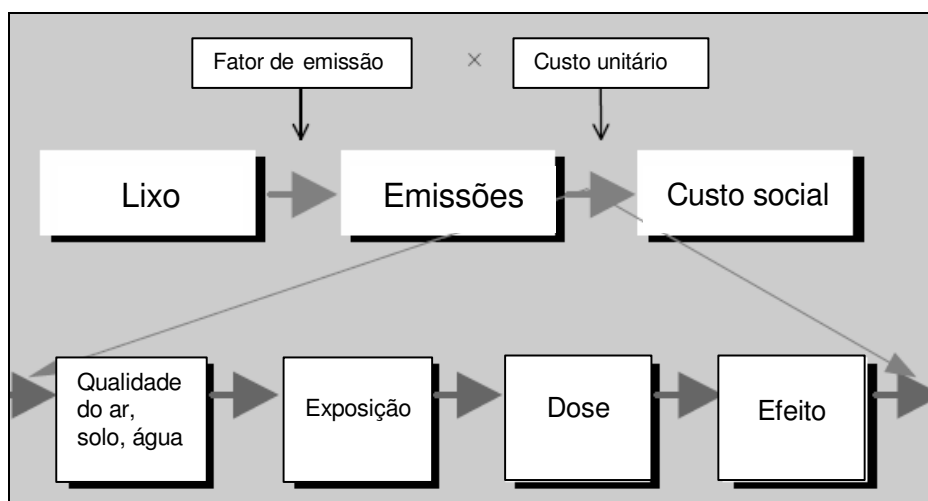 Fator de emissão
×
Custo unitário
Lixo
Emissões
Custo social
Qualidade
do ar,
solo, água
Exposição
Dose
Efeito